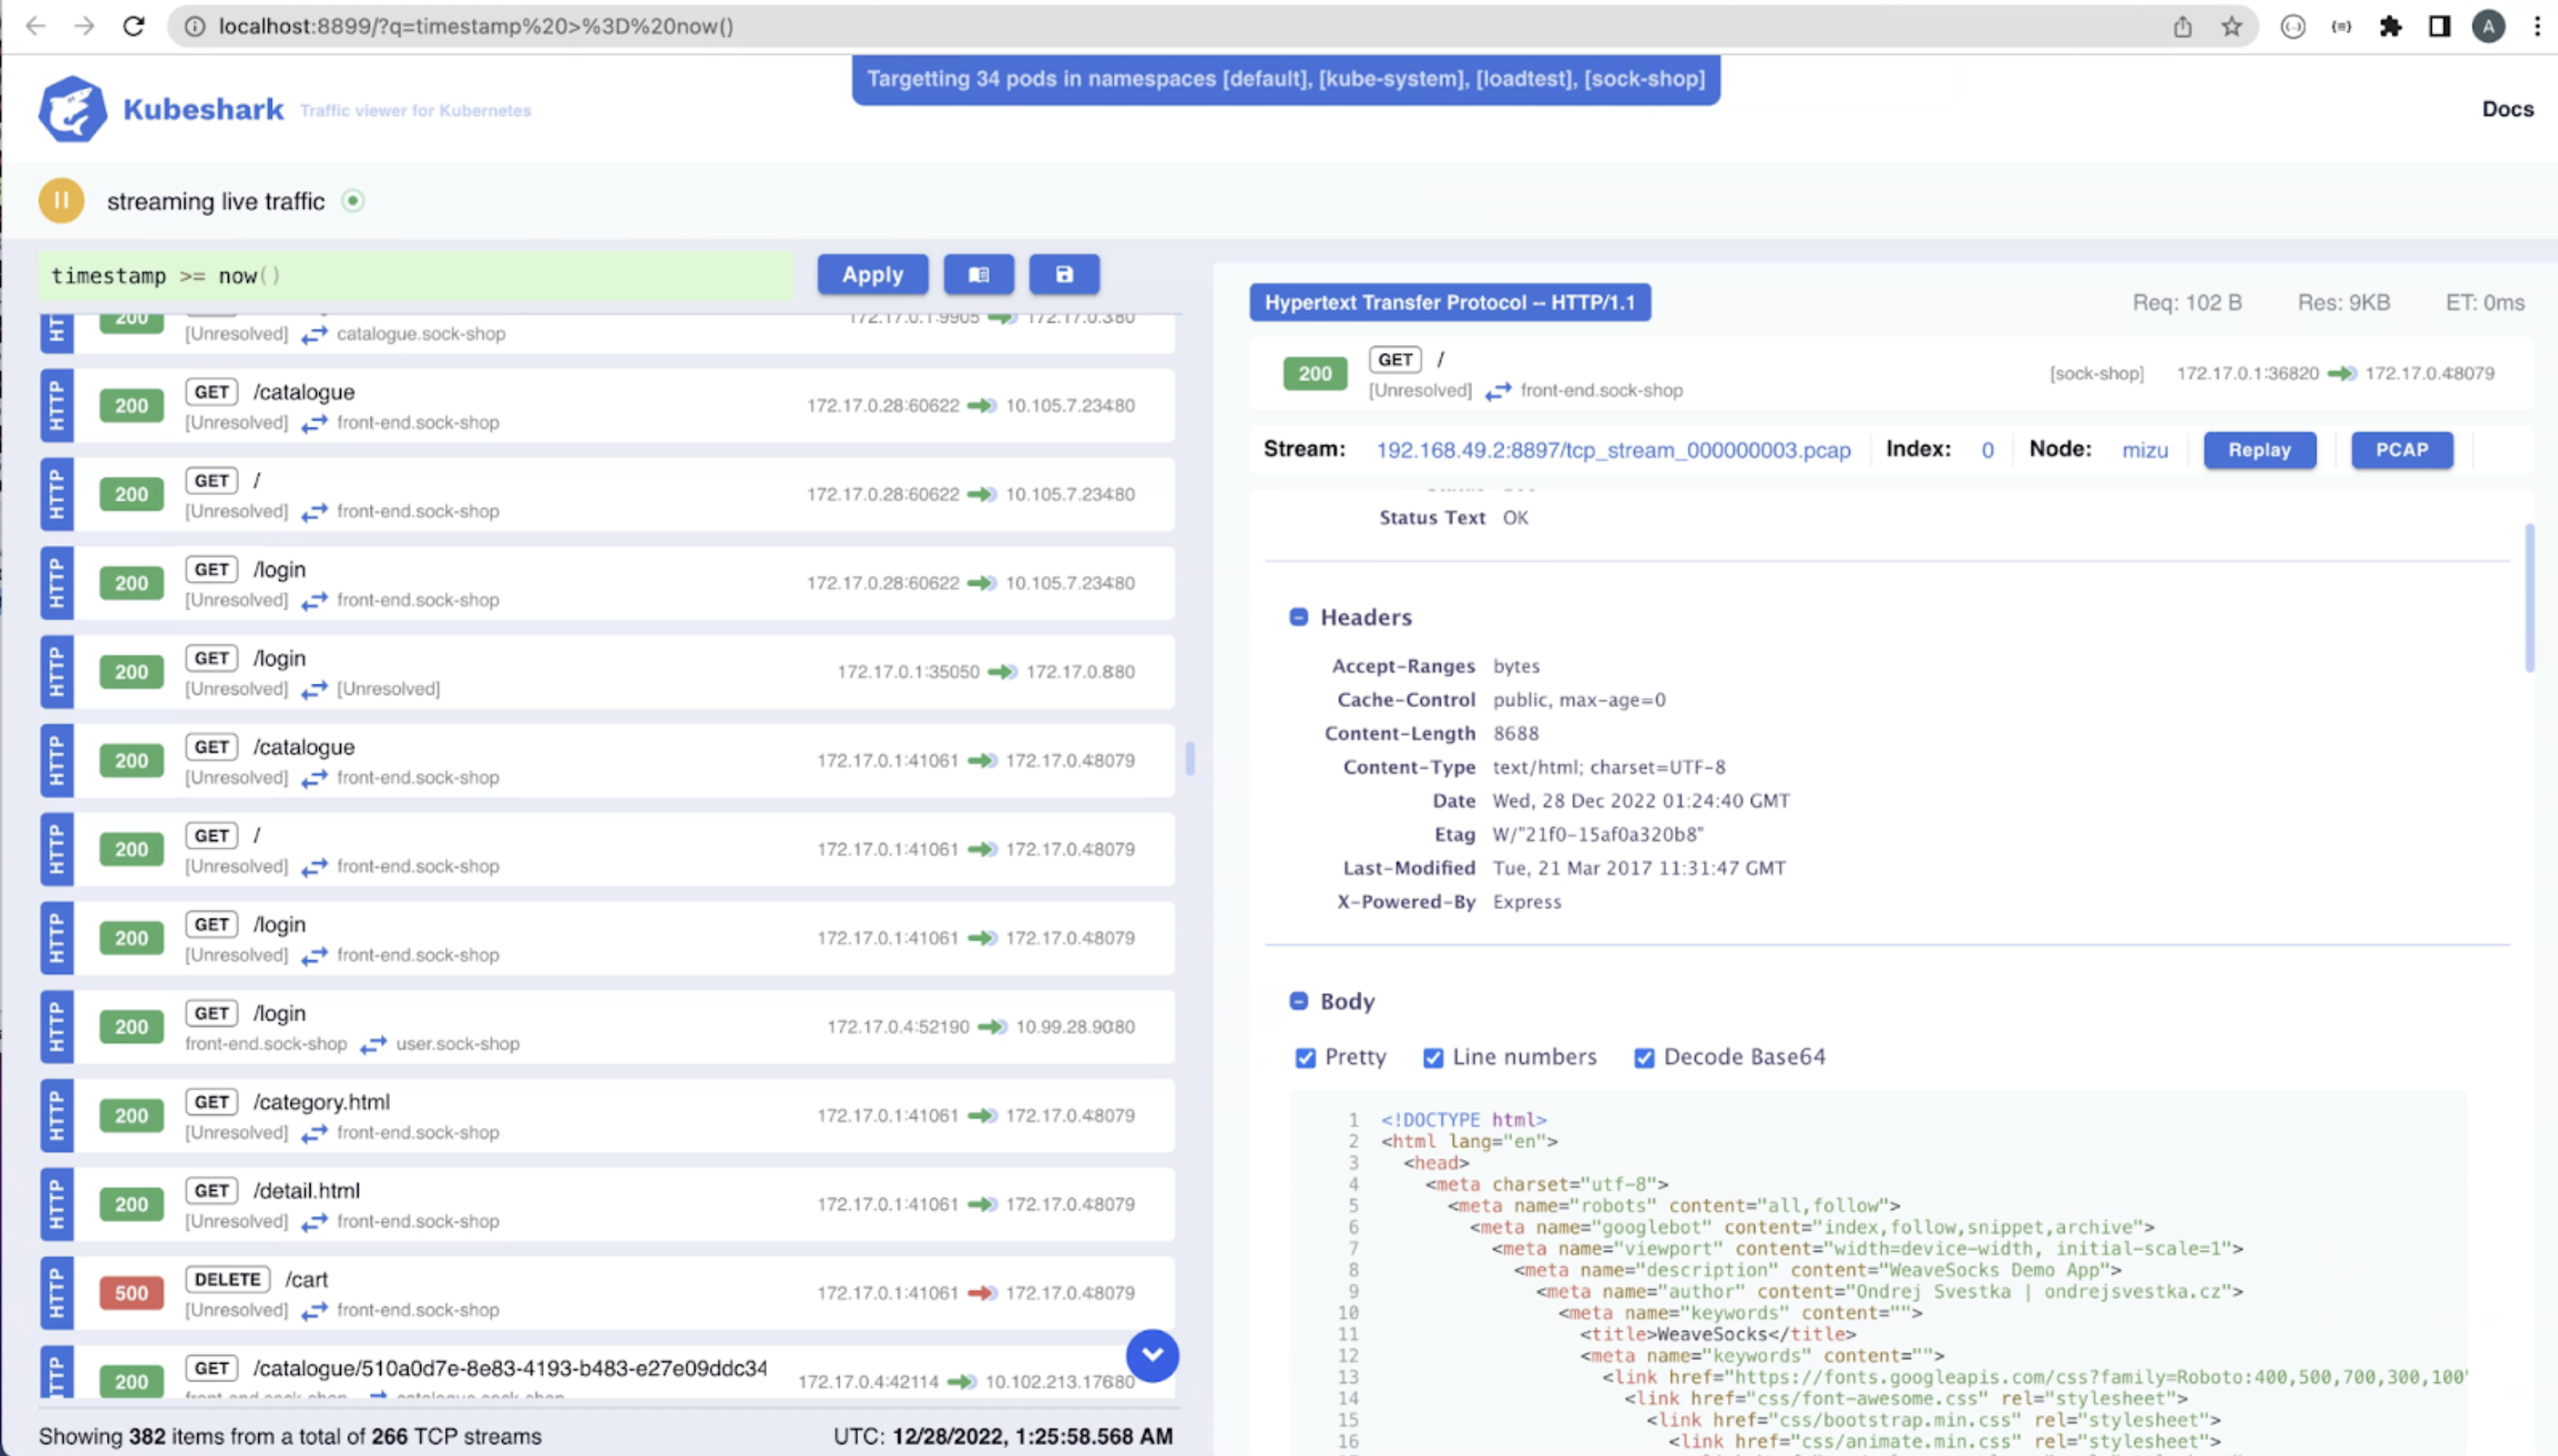 localhost:8899/?q=timestamp%20>%3D%20now()
A
Targetting 34 pods in namespaces [default], [kube-system], [loadtest], [sock-shop]
Kubeshark Traffic viewer for Kubernetes
Docs
streaming live traffic
timestamp >= now()
Apply
HT 200 [Unresolved] catalogue.sock-shop 172.17.0.1:9905 172.17.0.3:80
HTTP 200 GET /catalogue
[Unresolved] front-end.sock-shop 172.17.0.28:60622 10.105.7.234:80
HTTP 200 GET /
[Unresolved] front-end.sock-shop 172.17.0.28:60622 10.105.7.234:80
HTTP 200 GET /login
[Unresolved] front-end.sock-shop 172.17.0.28:60622 10.105.7.234:80
HTTP 200 GET /login
[Unresolved] [Unresolved] 172.17.0.1:35050 172.17.0.8:80
HTTP 200 GET /catalogue
[Unresolved] front-end.sock-shop 172.17.0.1:41061 172.17.0.4:8079
HTTP 200 GET /
[Unresolved] front-end.sock-shop 172.17.0.1:41061 172.17.0.4:8079
HTTP 200 GET /login
[Unresolved] front-end.sock-shop 172.17.0.1:41061 172.17.0.4:8079
HTTP 200 GET /login
front-end.sock-shop user.sock-shop 172.17.0.4:52190 10.99.28.90:80
HTTP 200 GET /category.html
[Unresolved] front-end.sock-shop 172.17.0.1:41061 172.17.0.4:8079
HTTP 200 GET /detail.html
[Unresolved] front-end.sock-shop 172.17.0.1:41061 172.17.0.4:8079
HTTP 500 DELETE /cart
[Unresolved] front-end.sock-shop 172.17.0.1:41061 172.17.0.4:8079
TTP 200 GET /catalogue/510a0d7e-8e83-4193-b483-e27e09ddc34
172.17.0.4:42114 10.102.213.176:80
Showing 382 items from a total of 266 TCP streams
UTC: 12/28/2022, 1:25:58.568 AM
Hypertext Transfer Protocol -- HTTP/1.1
Req: 102 B Res: 9KB ET: 0ms
200 GET /
[Unresolved] front-end.sock-shop
[sock-shop] 172.17.0.1:36820 172.17.0.4:8079
Stream: 192.168.49.2:8897/tcp_stream_000000003.pcap Index: 0 Node: mizu Replay PCAP
Status Text OK
Headers
Accept-Ranges bytes
Cache-Control public, max-age=0
Content-Length 8688
Content-Type text/html; charset=UTF-8
Date Wed, 28 Dec 2022 01:24:40 GMT
Etag W/"21f0-15af0a320b8"
Last-Modified Tue, 21 Mar 2017 11:31:47 GMT
X-Powered-By Express
Body
Pretty Line numbers Decode Base64
1 <!DOCTYPE html>
2 <html lang="en">
3 <head>
4 <meta charset="utf-8">
5 <meta name="robots" content="all,follow">
6 <meta name="googlebot" content="index,follow,snippet,archive">
7 <meta name="viewport" content="width=device-width, initial-scale=1">
8 <meta name="description" content="WeaveSocks Demo App">
9 <meta name="author" content="Ondrej Svestka | ondrejsvestka.cz">
10 <meta name="keywords" content="">
11 <title>WeaveSocks</title>
12 <meta name="keywords" content="">
13 <link href="https://fonts.googleapis.com/css?family=Roboto:400,500,700,300,100'
14 <link href="css/font-awesome.css" rel="stylesheet">
15 <link href="css/bootstrap.min.css" rel="stylesheet">
16 <link href="css/animate.min.css" rel="stylesheet">